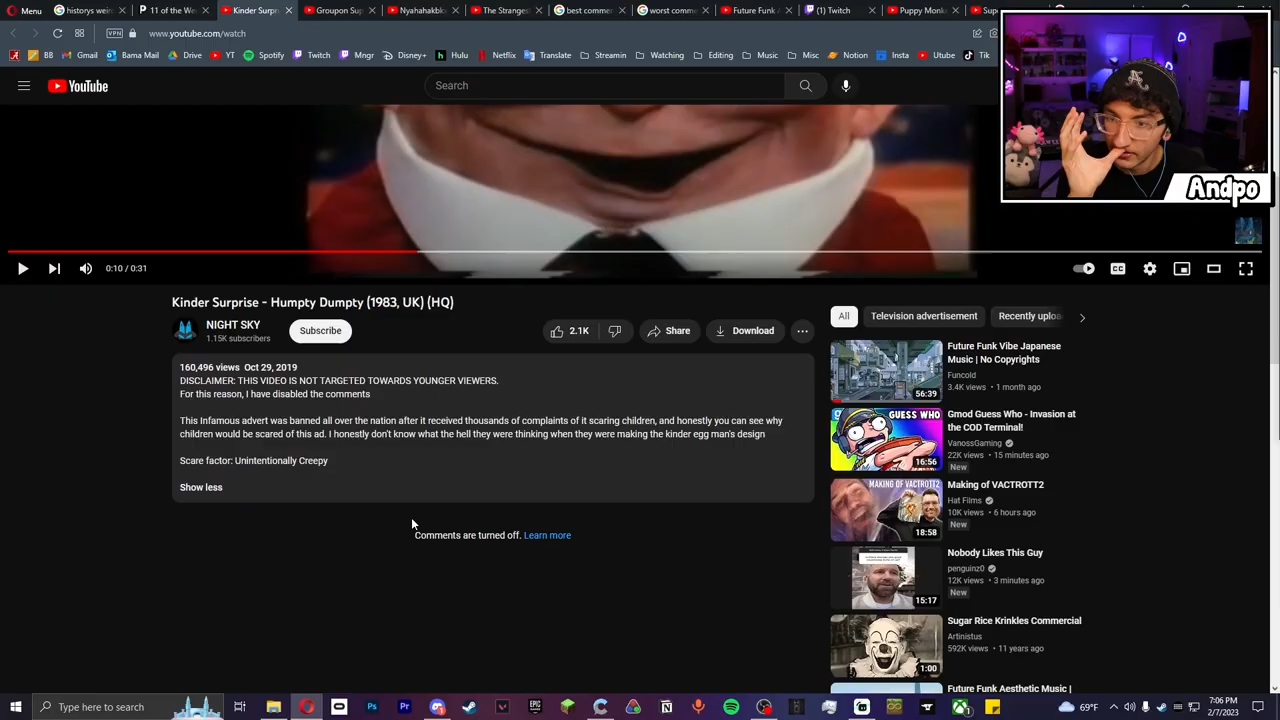 Menu
historys weir
11 of the Wee
Kinder Surpris
Groupon Sup
Nyahahakbk
The Strangest
best commer
worst comme
Future Funk
Twitch
Puppy Monku
Sup
VPN
www.youtube.com/watch
BF
Gmail
Bama Mail
Drive
YT
Spotify
Twitch
Disney+
Hulu
Netflix
Translate
Streaming
Watching
Editing
Music
Misc
Notion
Insta
Utube
Tik
YouTube
Search
Andpo
0:10 / 0:31
CC
Kinder Surprise - Humpty Dumpty (1983, UK) (HQ)
NIGHT SKY
1.15K subscribers
Subscribe
2.1K
Share
Download
160,496 views Oct 29, 2019
DISCLAIMER: THIS VIDEO IS NOT TARGETED TOWARDS YOUNGER VIEWERS.
For this reason, I have disabled the comments
This infamous advert was banned all over the nation after it received thousands of complaints of it scaring children, and honestly you can see why
children would be scared of this ad. I honestly don't know what the hell they were thinking when they were making the kinder egg man's design
Scare factor: Unintentionally Creepy
Show less
Comments are turned off. Learn more
All
Television advertisement
Recently uploa
Future Funk Vibe Japanese
Music | No Copyrights
Funcold
3.4K views • 1 month ago
56:39
GUESS WHO
Gmod Guess Who - Invasion at
the COD Terminal!
VanossGaming
22K views • 15 minutes ago
New
16:56
MAKING OF VACTROTT2
Making of VACTROTT2
Hat Films
10K views • 6 hours ago
New
18:58
Nobody Likes This Guy
penguinz0
12K views • 3 minutes ago
New
15:17
Sugar Rice Krinkles Commercial
Artinistus
592K views • 11 years ago
1:00
Future Funk Aesthetic Music |
Type here to search
69°F
7:06 PM
2/7/2023